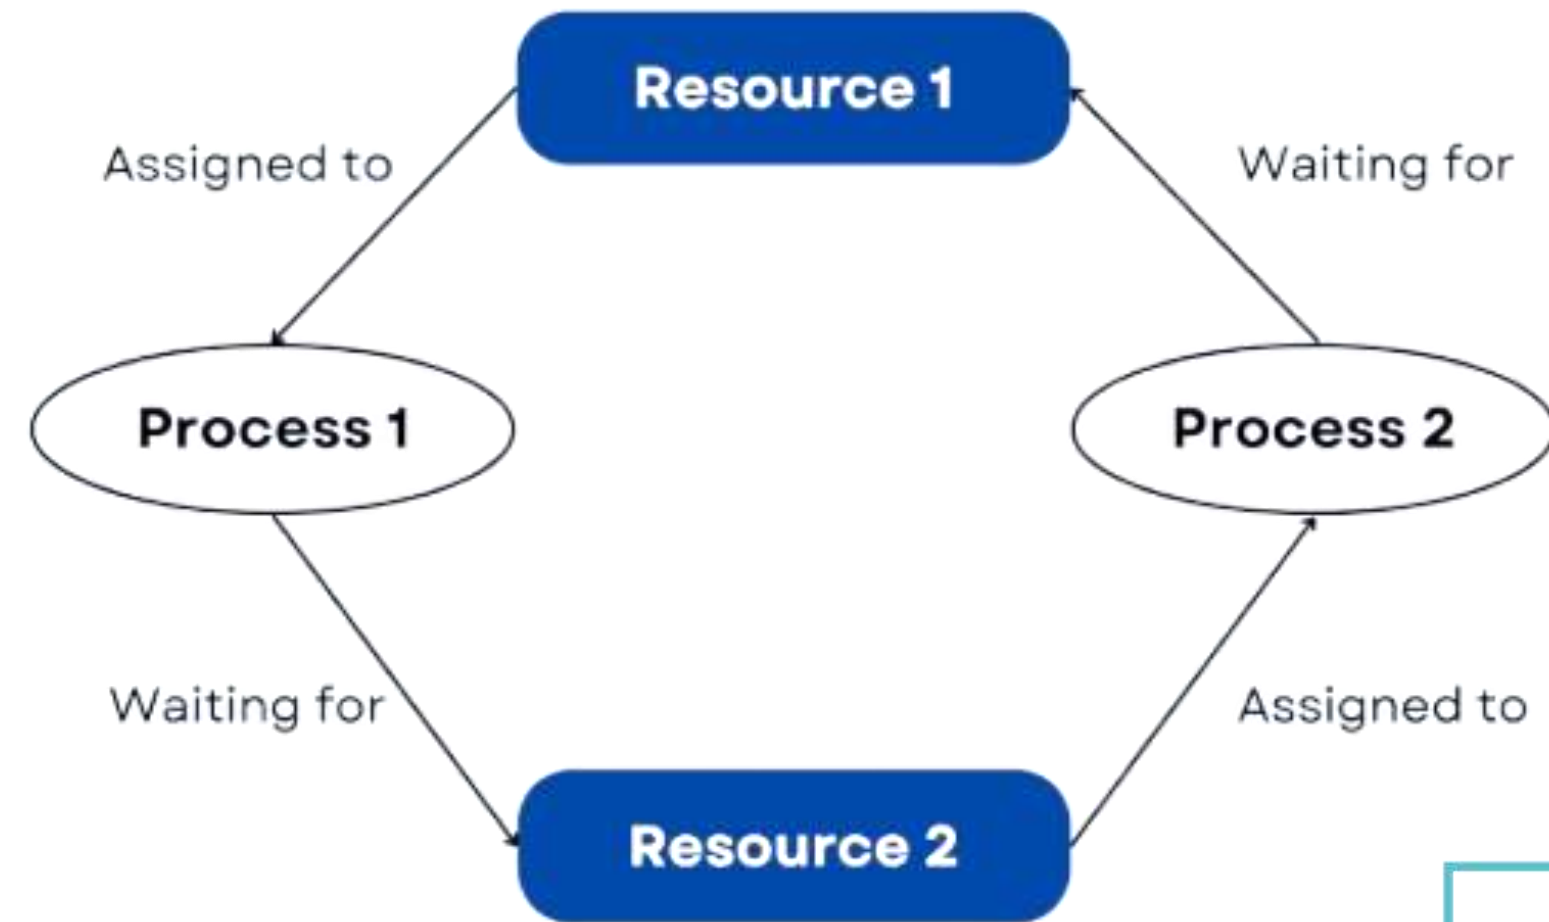 Resource 1
Assigned to
Waiting for
Process 1
Process 2
Waiting for
Assigned to
Resource 2